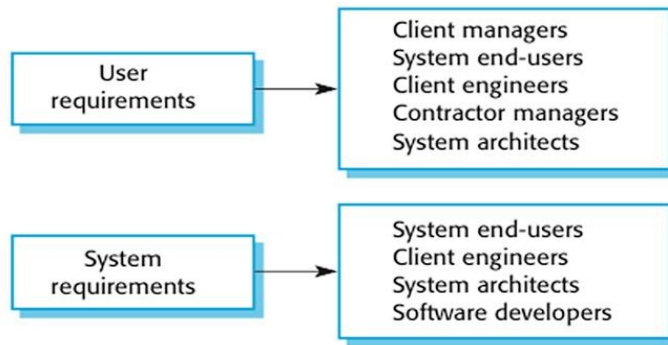 User
requirements
Client managers
System end-users
Client engineers
Contractor managers
System architects
System
requirements
System end-users
Client engineers
System architects
Software developers